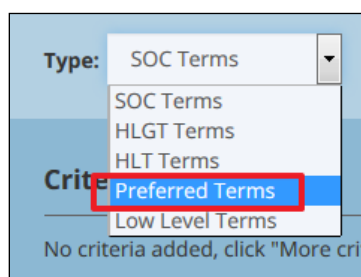 Type: SOC Terms
SOC Terms
HLGT Terms
HLT Terms
Crite
Preferred Terms
Low Level Terms
No criteria added, click "More cri